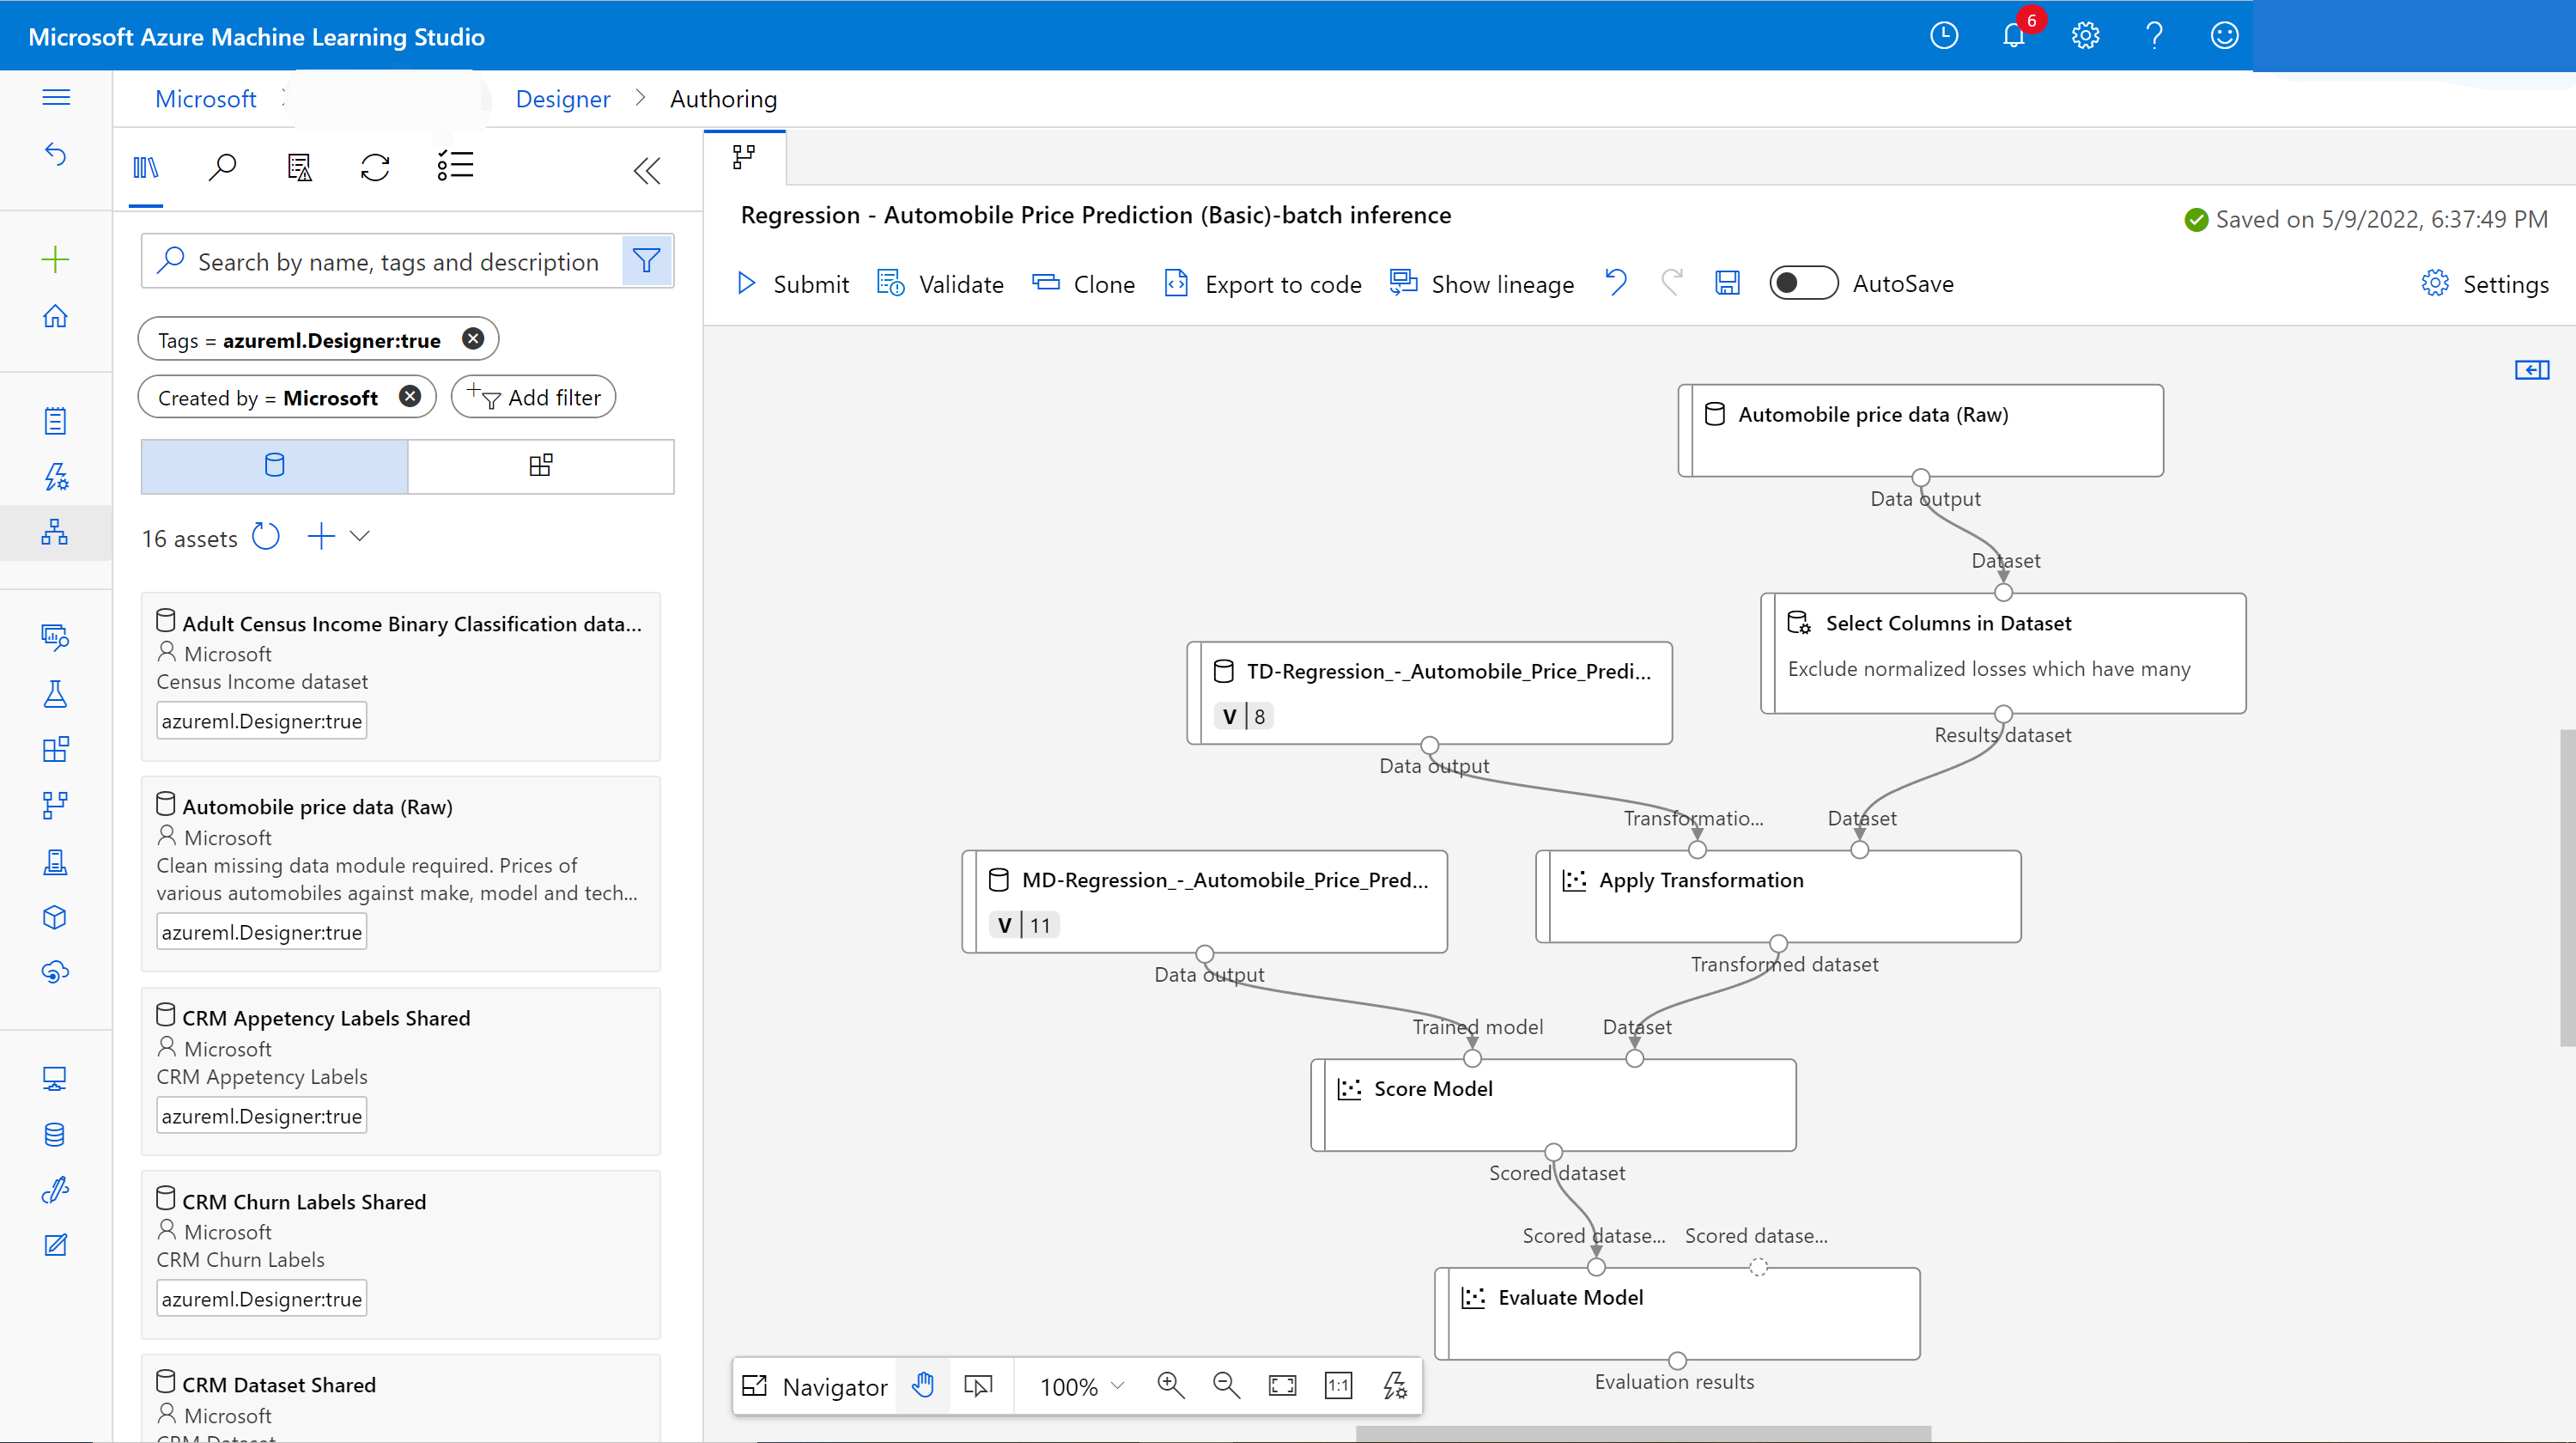 Microsoft Azure Machine Learning Studio
6
Microsoft
Designer
Authoring
Search by name, tags and description
Tags = azureml.Designer:true
Created by = Microsoft
Add filter
16 assets
Adult Census Income Binary Classification data...
Microsoft
Census Income dataset
azureml.Designer:true
Automobile price data (Raw)
Microsoft
Clean missing data module required. Prices of
various automobiles against make, model and tech...
azureml.Designer:true
CRM Appetency Labels Shared
Microsoft
CRM Appetency Labels
azureml.Designer:true
CRM Churn Labels Shared
Microsoft
CRM Churn Labels
azureml.Designer:true
CRM Dataset Shared
Microsoft
CRM Dataset
Regression - Automobile Price Prediction (Basic)-batch inference
Saved on 5/9/2022, 6:37:49 PM
Submit
Validate
Clone
Export to code
Show lineage
AutoSave
Settings
Automobile price data (Raw)
Data output
Dataset
Select Columns in Dataset
Exclude normalized losses which have many
Results dataset
TD-Regression_-_Automobile_Price_Predi...
V 8
Data output
Transformatio...
Dataset
MD-Regression_-_Automobile_Price_Pred...
V 11
Data output
Apply Transformation
Transformed dataset
Trained model
Dataset
Score Model
Scored dataset
Scored datase...
Scored datase...
Evaluate Model
Evaluation results
Navigator
100%
1:1